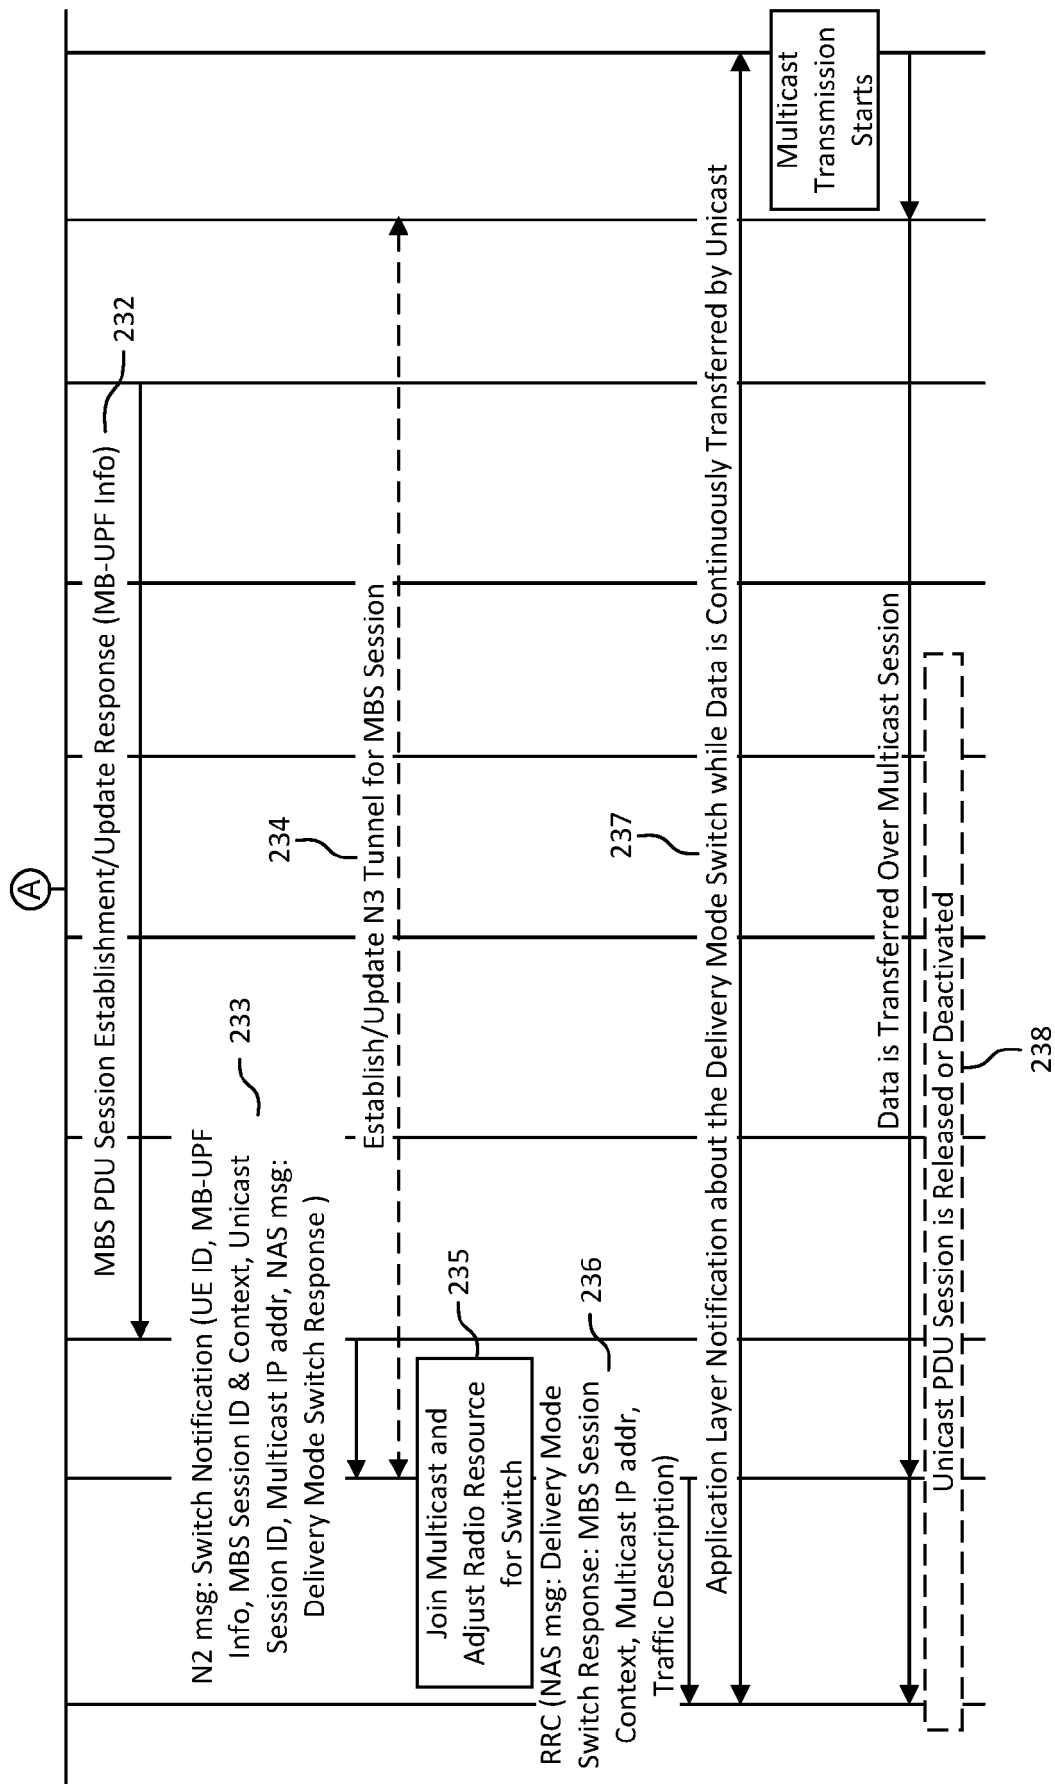 A
MBS PDU Session Establishment/Update Response (MB-UPF Info)
232
N2 msg: Switch Notification (UE ID, MB-UPF
Info, MBS Session ID & Context, Unicast
Session ID, Multicast IP addr, NAS msg:
Delivery Mode Switch Response )
233
234
Establish/Update N3 Tunnel for MBS Session
Join Multicast and
Adjust Radio Resource
for Switch
235
RRC (NAS msg: Delivery Mode
Switch Response: MBS Session
Context, Multicast IP addr,
Traffic Description)
236
237
Application Layer Notification about the Delivery Mode Switch while Data is Continuously Transferred by Unicast
Multicast
Transmission
Starts
Data is Transferred Over Multicast Session
Unicast PDU Session is Released or Deactivated
238